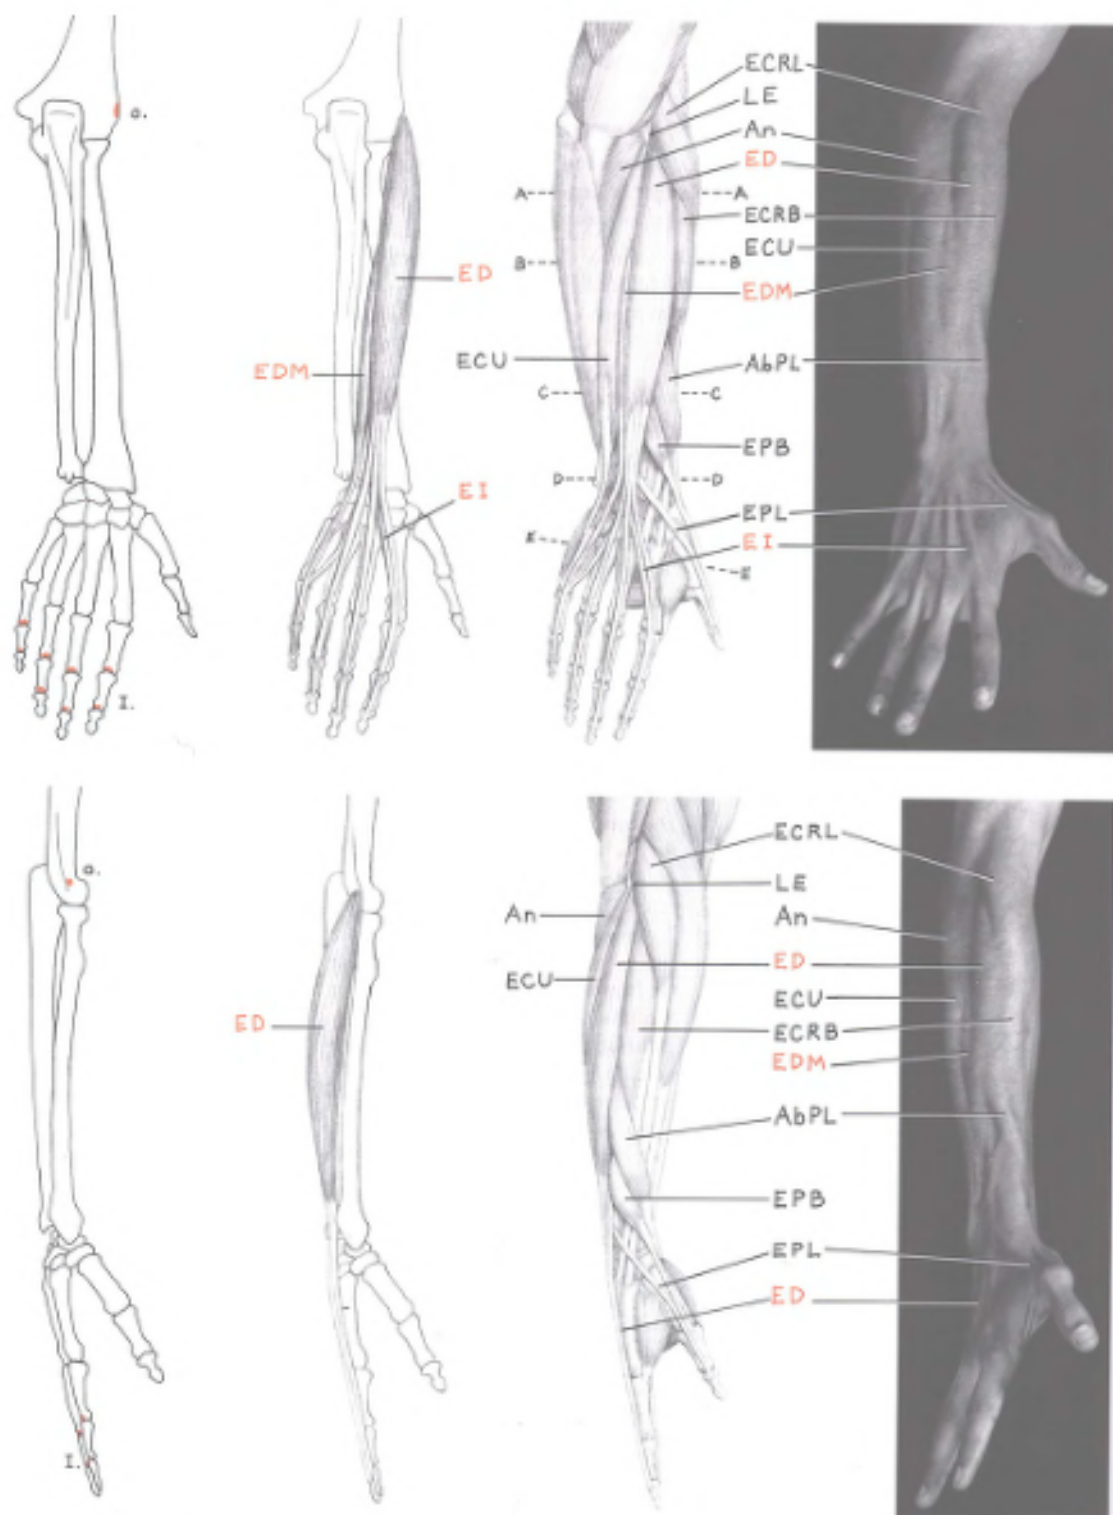 o.
ED
EDM
EI
I.
ECRL
LE
An
ED
A
A
ECRB
ECU
B
B
EDM
ECU
AbPL
C
C
EPB
D
D
EPL
EI
E
E
o.
I.
ED
An
ECU
ECRL
LE
An
ED
ECU
ECRB
EDM
AbPL
EPB
EPL
ED